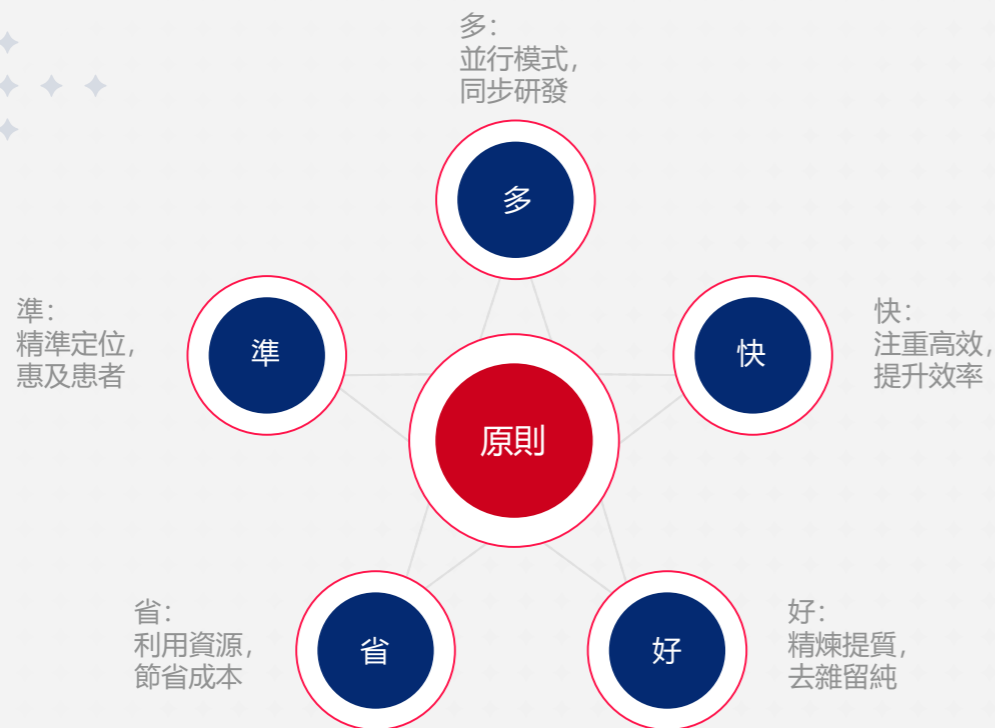 多：
並行模式，
同步研發
多
準：
精準定位，
惠及患者
準
快
快：
注重高效，
提升效率
原則
省：
利用資源，
節省成本
省
好
好：
精煉提質，
去雜留純